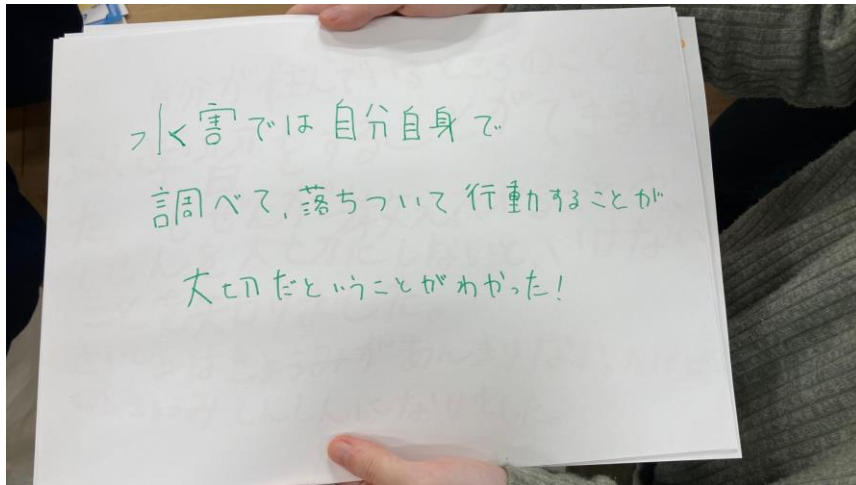 水害では自分自身で
調べて、落ちついて行動することが
大切だということがわかった!